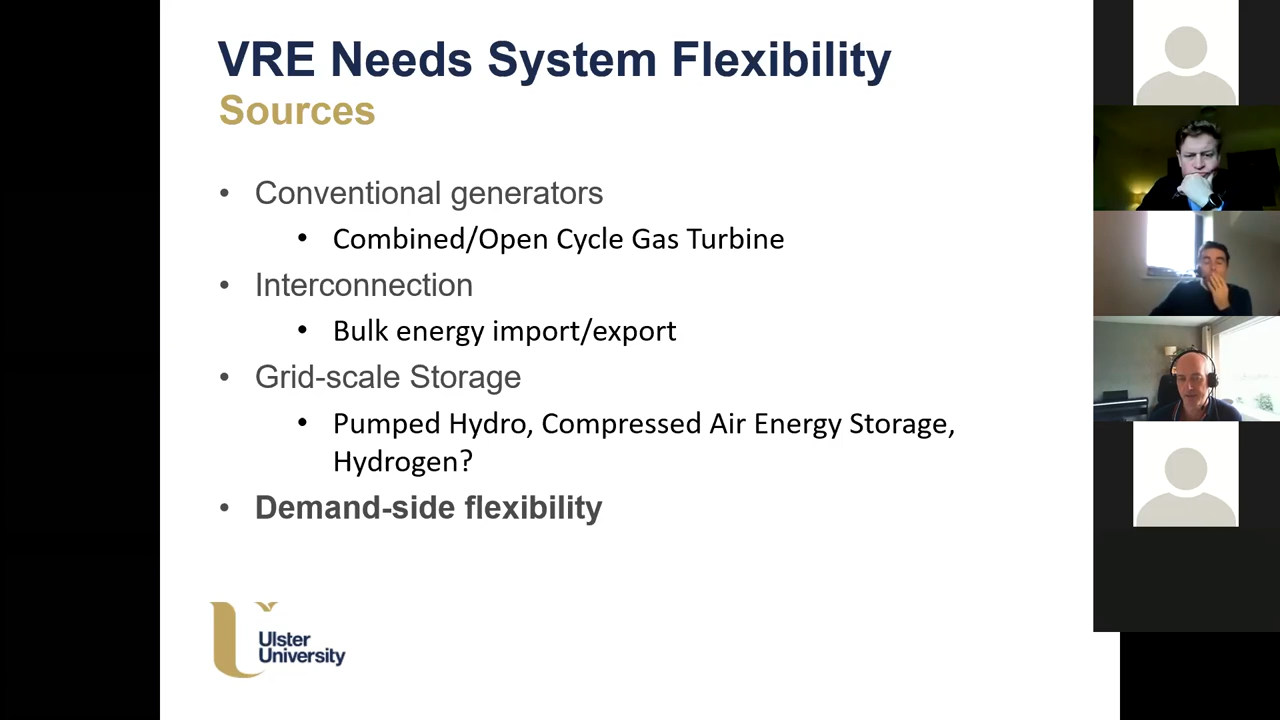 VRE Needs System Flexibility
Sources
• Conventional generators
• Combined/Open Cycle Gas Turbine
• Interconnection
• Bulk energy import/export
• Grid-scale Storage
• Pumped Hydro, Compressed Air Energy Storage,
Hydrogen?
• Demand-side flexibility
Ulster
University